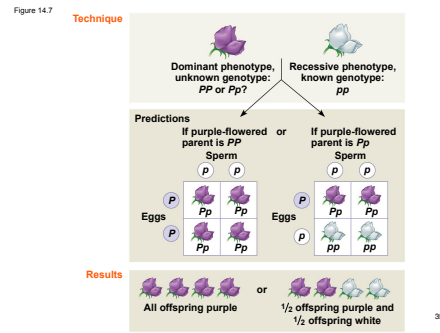 Figure 14.7
Technique
Dominant phenotype,
unknown genotype:
PP or Pp?
Recessive phenotype,
known genotype:
pp
Predictions
If purple-flowered
parent is PP
or
If purple-flowered
parent is Pp
Sperm
Sperm
p p
p p
P
Pp Pp
Eggs
P
Pp Pp
P
Pp Pp
Eggs
p
pp pp
Results
All offspring purple
or
1/2 offspring purple and
1/2 offspring white